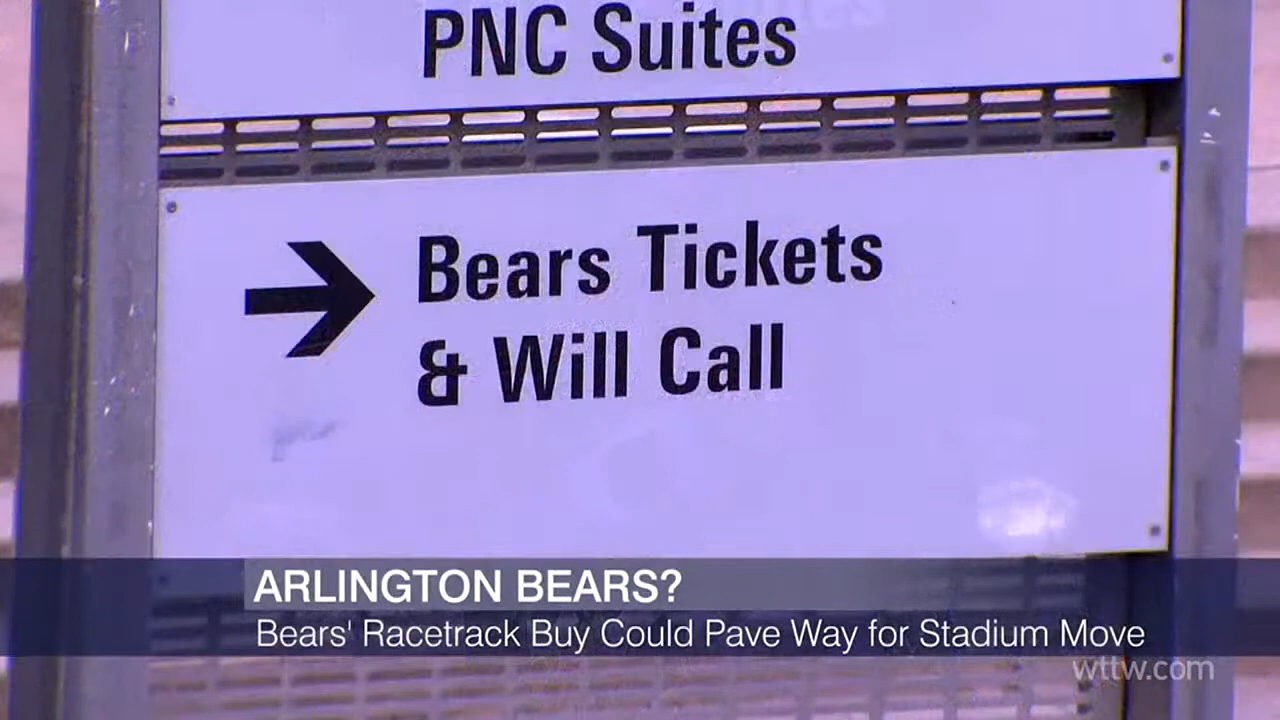 PNC Suites
Bears Tickets
& Will Call
ARLINGTON BEARS?
Bears' Racetrack Buy Could Pave Way for Stadium Move
wttw.com